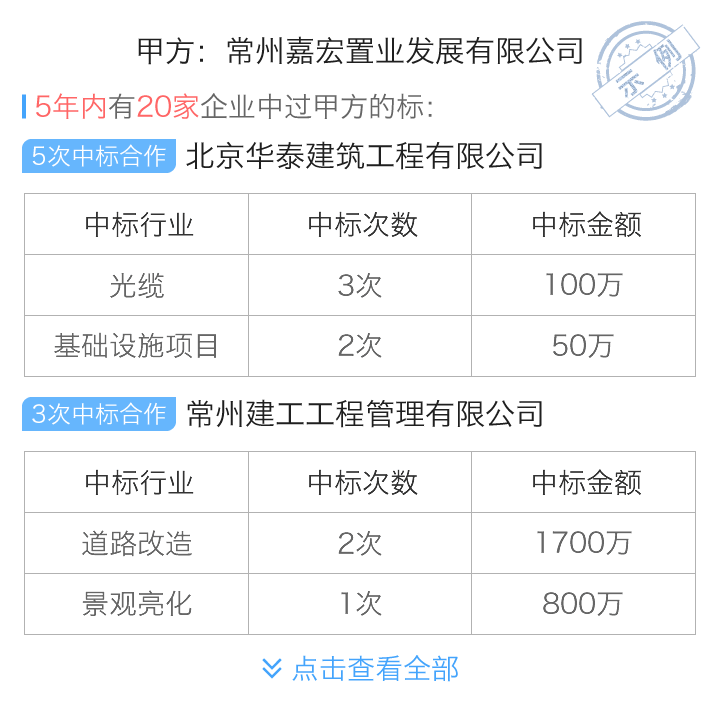 甲方：常州嘉宏置业发展有限公司
示例
5年内有20家企业中过甲方的标：
5次中标合作 北京华泰建筑工程有限公司
中标行业 中标次数 中标金额
光缆 3次 100万
基础设施项目 2次 50万
3次中标合作 常州建工工程管理有限公司
中标行业 中标次数 中标金额
道路改造 2次 1700万
景观亮化 1次 800万
点击查看全部